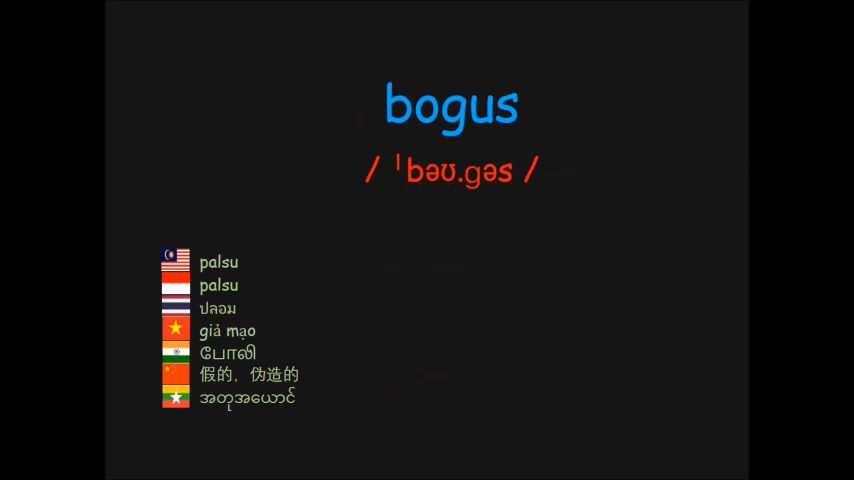 bogus
/ ˈbəʊ.gəs /
palsu
palsu
ปลอม
giả mạo
போலி
假的，伪造的
အတုအယောင်